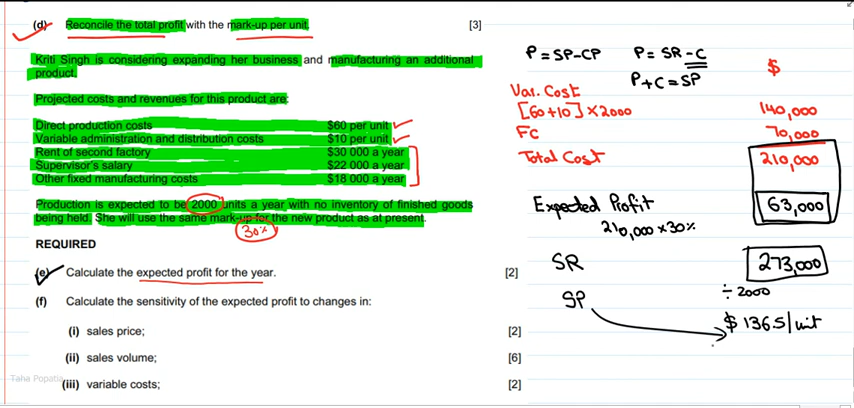 (d) Reconcile the total profit with the mark-up per unit. [3]
Kriti Singh is considering expanding her business and manufacturing an additional
product.
Projected costs and revenues for this product are:
Direct production costs $60 per unit
Variable administration and distribution costs $10 per unit
Rent of second factory $30 000 a year
Supervisor's salary $22 000 a year
Other fixed manufacturing costs $18 000 a year
Production is expected to be 2000 units a year with no inventory of finished goods
being held. She will use the same mark-up for the new product as at present.
30%
REQUIRED
(e) Calculate the expected profit for the year. [2]
(f) Calculate the sensitivity of the expected profit to changes in:
(i) sales price; [2]
(ii) sales volume; [6]
(iii) variable costs; [2]
Taha Popatia
P = SP-CP P = SR - C
P+C = SP
$
Var. Cost
[60+10] × 2000 140,000
FC 70,000
Total Cost 210,000
Expected Profit 63,000
210,000 × 30%
SR 273,000
÷ 2000
SP $ 136.5/unit